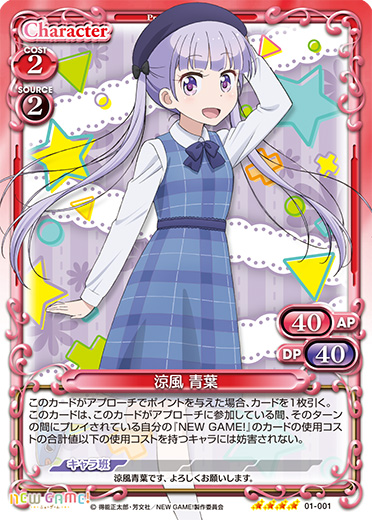 Character
COST
2
SOURCE
2
40 AP
DP 40
涼風 青葉
このカードがアプローチでポイントを与えた場合、カードを1枚引く。
このカードは、このカードがアプローチに参加している間、そのターン
の間にプレイされている自分の『NEW GAME!』のカードの使用コス
トの合計値以下の使用コストを持つキャラには妨害されない。
キャラ班
涼風青葉です、よろしくお願いします。
NEW GAME!
© 得能正太郎・芳文社／NEW GAME!製作委員会
01-001